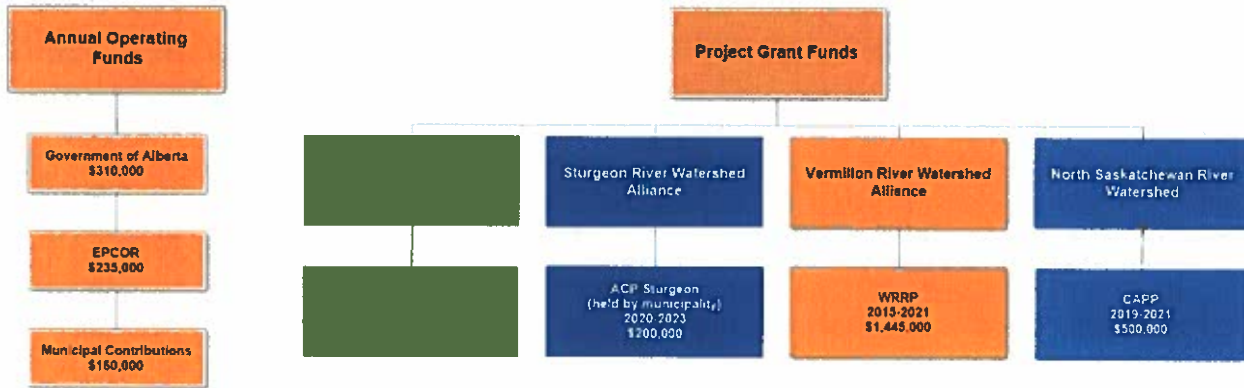 Annual Operating
Funds
Government of Alberta
$310,000
EPCOR
$235,000
Municipal Contributions
$160,000
Project Grant Funds
Sturgeon River Watershed
Alliance
ACP Sturgeon
(held by municipality)
2020-2023
$200,000
Vermilion River Watershed
Alliance
WRRP
2015-2021
$1,445,000
North Saskatchewan River
Watershed
CAPP
2019-2021
$500,000